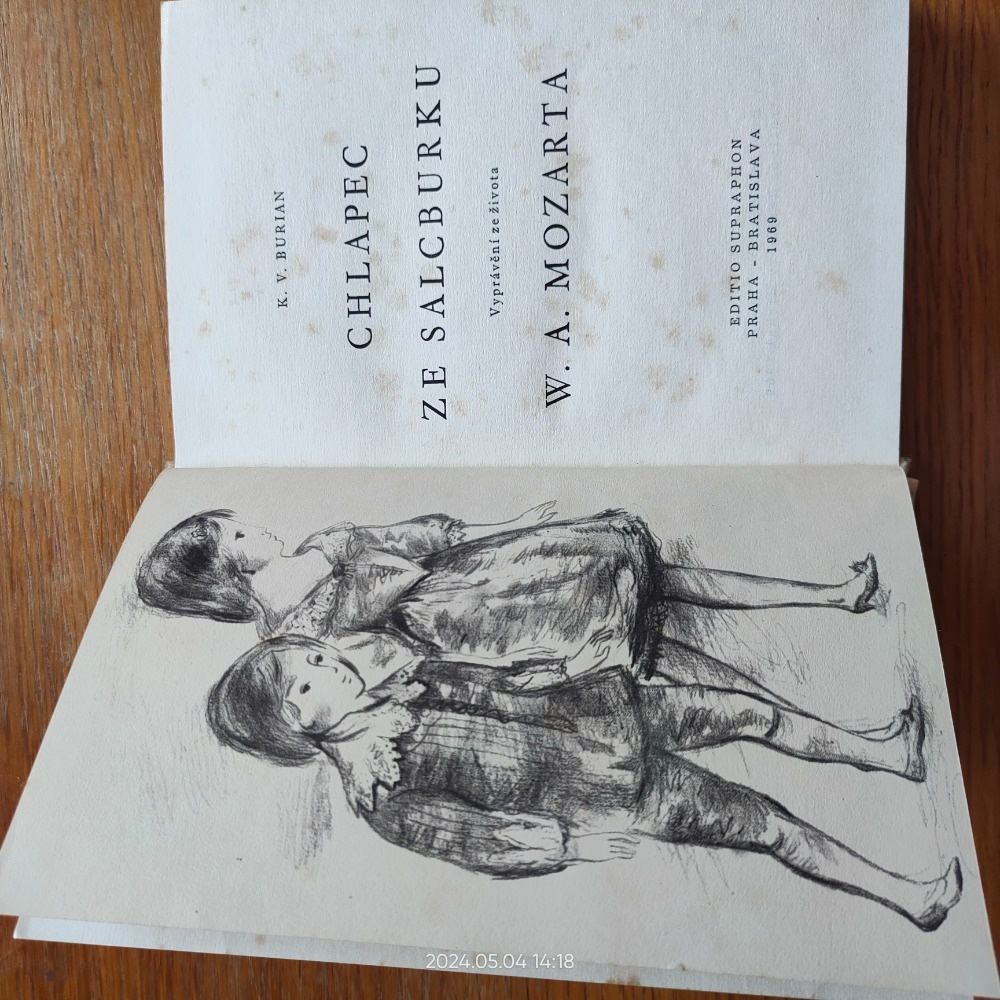 K. V. BURIAN
CHLAPEC
ZE SALCBURKU
Vyprávění ze života
W. A. MOZARTA
EDITIO SUPRAPHON
PRAHA - BRATISLAVA
1969
2024.05.04 14:18